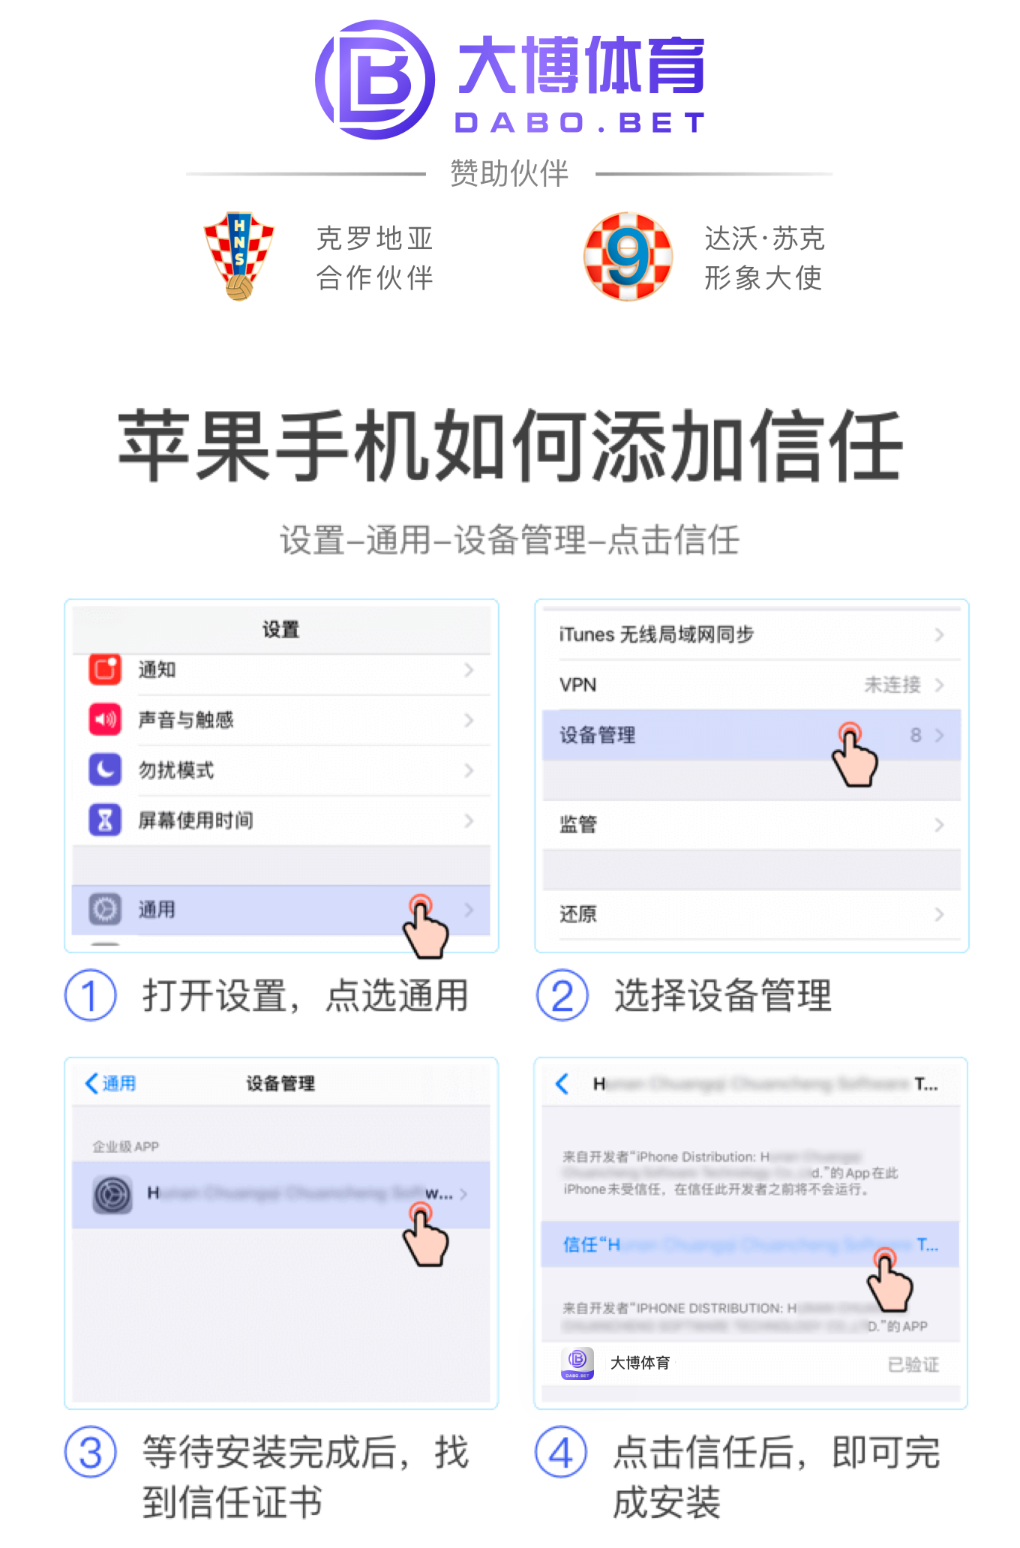 大博体育
DABO.BET
赞助伙伴
HNS
克罗地亚
合作伙伴
9
达沃·苏克
形象大使
苹果手机如何添加信任
设置–通用–设备管理–点击信任
设置
通知
声音与触感
勿扰模式
屏幕使用时间
通用
iTunes 无线局域网同步
VPN 未连接
设备管理 8
监管
还原
① 打开设置，点选通用
② 选择设备管理
通用 设备管理
企业级 APP
H w...
H T...
来自开发者“iPhone Distribution: H
d.”的 App 在此
iPhone 未受信任，在信任此开发者之前将不会运行。
信任“H T...
来自开发者“IPHONE DISTRIBUTION: H
D.”的 APP
DABO.BET
大博体育 已验证
③ 等待安装完成后，找
到信任证书
④ 点击信任后，即可完
成安装